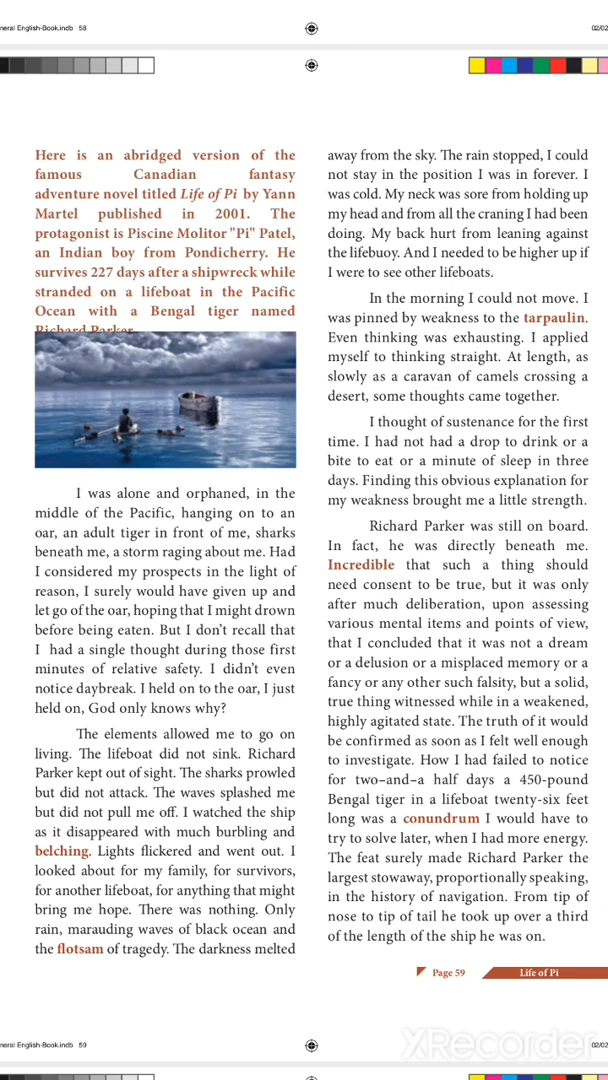 neral English-Book.indb 58
02/02
Here is an abridged version of the
famous Canadian fantasy
adventure novel titled Life of Pi by Yann
Martel published in 2001. The
protagonist is Piscine Molitor "Pi" Patel,
an Indian boy from Pondicherry. He
survives 227 days after a shipwreck while
stranded on a lifeboat in the Pacific
Ocean with a Bengal tiger named
Richard Parker
I was alone and orphaned, in the
middle of the Pacific, hanging on to an
oar, an adult tiger in front of me, sharks
beneath me, a storm raging about me. Had
I considered my prospects in the light of
reason, I surely would have given up and
let go of the oar, hoping that I might drown
before being eaten. But I don't recall that
I had a single thought during those first
minutes of relative safety. I didn't even
notice daybreak. I held on to the oar, I just
held on, God only knows why?
The elements allowed me to go on
living. The lifeboat did not sink. Richard
Parker kept out of sight. The sharks prowled
but did not attack. The waves splashed me
but did not pull me off. I watched the ship
as it disappeared with much burbling and
belching. Lights flickered and went out. I
looked about for my family, for survivors,
for another lifeboat, for anything that might
bring me hope. There was nothing. Only
rain, marauding waves of black ocean and
the flotsam of tragedy. The darkness melted
away from the sky. The rain stopped, I could
not stay in the position I was in forever. I
was cold. My neck was sore from holding up
my head and from all the craning I had been
doing. My back hurt from leaning against
the lifebuoy. And I needed to be higher up if
I were to see other lifeboats.
In the morning I could not move. I
was pinned by weakness to the tarpaulin.
Even thinking was exhausting. I applied
myself to thinking straight. At length, as
slowly as a caravan of camels crossing a
desert, some thoughts came together.
I thought of sustenance for the first
time. I had not had a drop to drink or a
bite to eat or a minute of sleep in three
days. Finding this obvious explanation for
my weakness brought me a little strength.
Richard Parker was still on board.
In fact, he was directly beneath me.
Incredible that such a thing should
need consent to be true, but it was only
after much deliberation, upon assessing
various mental items and points of view,
that I concluded that it was not a dream
or a delusion or a misplaced memory or a
fancy or any other such falsity, but a solid,
true thing witnessed while in a weakened,
highly agitated state. The truth of it would
be confirmed as soon as I felt well enough
to investigate. How I had failed to notice
for two–and–a half days a 450-pound
Bengal tiger in a lifeboat twenty-six feet
long was a conundrum I would have to
try to solve later, when I had more energy.
The feat surely made Richard Parker the
largest stowaway, proportionally speaking,
in the history of navigation. From tip of
nose to tip of tail he took up over a third
of the length of the ship he was on.
Page 59 Life of Pi
neral English-Book.indb 59
02/02
XRecorder